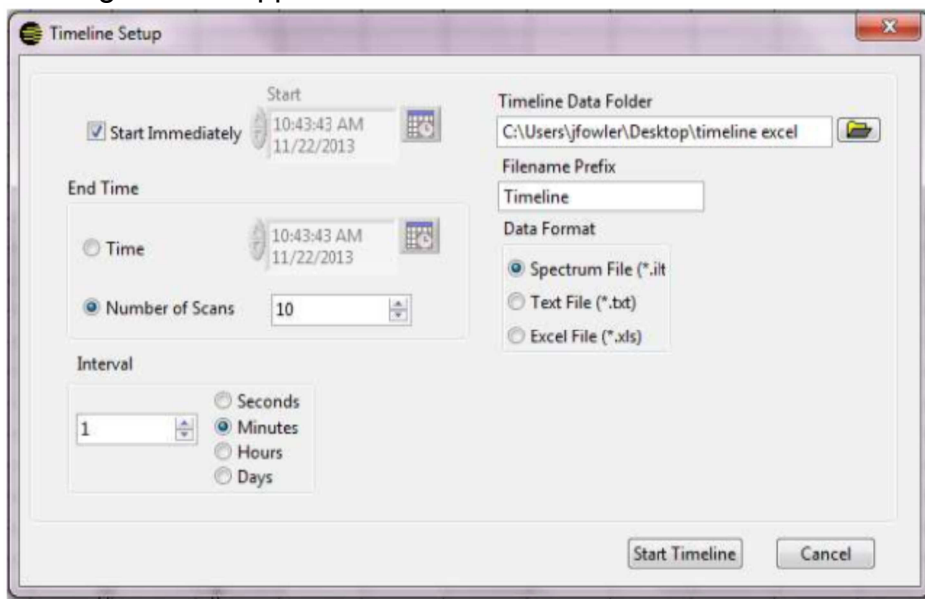 Timeline Setup
Start
Start Immediately
10:43:43 AM
11/22/2013
End Time
Time
10:43:43 AM
11/22/2013
Number of Scans
10
Interval
1
Seconds
Minutes
Hours
Days
Timeline Data Folder
C:\Users\jfowler\Desktop\timeline excel
Filename Prefix
Timeline
Data Format
Spectrum File (*.ilt
Text File (*.txt)
Excel File (*.xls)
Start Timeline
Cancel